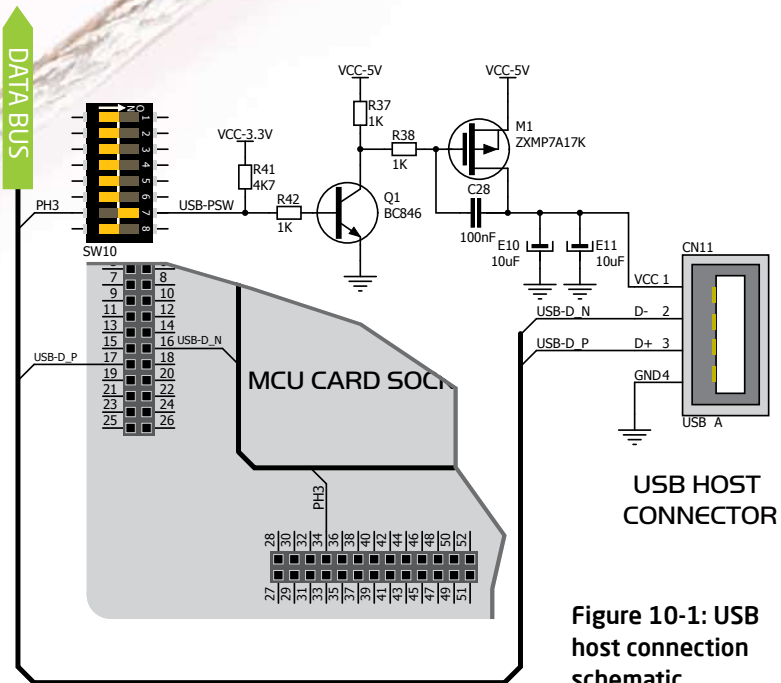 DATA BUS
VCC-5V
VCC-5V
R37
1K
R38
1K
M1
ZXMP7A17K
VCC-3.3V
R41
4K7
O N
1
2
3
4
5
6
7
8
PH3
USB-PSW
R42
1K
Q1
BC846
C28
100nF
E10
10uF
E11
10uF
SW10
CN11
VCC 1
USB-D_N
D- 2
USB-D_P
D+ 3
GND 4
USB A
7 8
9 10
11 12
13 14
15 16 USB-D_N
USB-D_P 17 18
19 20
21 22
23 24
25 26
MCU CARD SOCK
PH3
28 30 32 34 36 38 40 42 44 46 48 50 52
27 29 31 33 35 37 39 41 43 45 47 49 51
USB HOST
CONNECTOR
Figure 10-1: USB
host connection
schematic